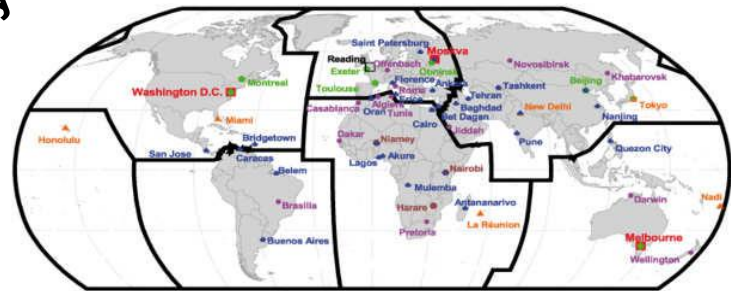 Saint Petersburg
Moskva
Reading
Offenbach
Novosibirsk
Exeter
Obninsk
Khabarovsk
Montreal
Florence
Tashkent
Beijing
Washington D.C.
Toulouse
Rome
Ankara
Tehran
Tokyo
Casablanca
Algiers
Baghdad
New Delhi
Oran
Tunis
Jet Dagan
Nanjing
Miami
Cairo
Jiddah
Honolulu
Bridgetown
Dakar
Niamey
Pune
Quezon City
San Jose
Caracas
Lagos
Akure
Nairobi
Belem
Mulemba
Brasilia
Harare
Antananarivo
Darwin
Nadi
La Réunion
Pretoria
Buenos Aires
Melbourne
Wellington